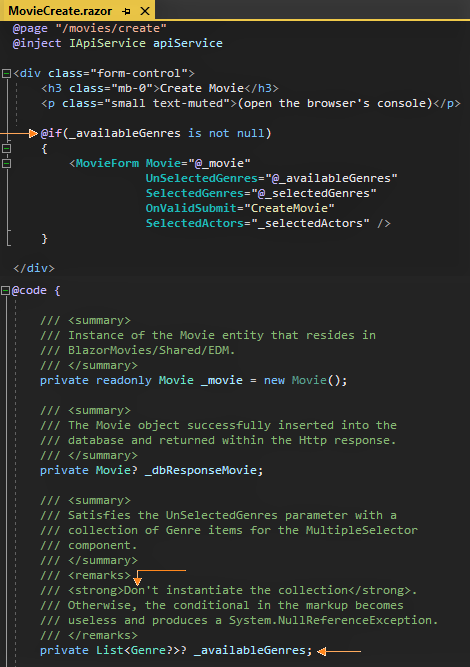 MovieCreate.razor
@page "/movies/create"
@inject IApiService apiService
<div class="form-control">
<h3 class="mb-0">Create Movie</h3>
<p class="small text-muted">(open the browser's console)</p>
@if(_availableGenres is not null)
{
<MovieForm Movie="@_movie"
UnSelectedGenres="@_availableGenres"
SelectedGenres="@_selectedGenres"
OnValidSubmit="CreateMovie"
SelectedActors="_selectedActors" />
}
</div>
@code {
/// <summary>
/// Instance of the Movie entity that resides in
/// BlazorMovies/Shared/EDM.
/// </summary>
private readonly Movie _movie = new Movie();
/// <summary>
/// The Movie object successfully inserted into the
/// database and returned within the Http response.
/// </summary>
private Movie? _dbResponseMovie;
/// <summary>
/// Satisfies the UnSelectedGenres parameter with a
/// collection of Genre items for the MultipleSelector
/// component.
/// </summary>
/// <remarks>
/// <strong>Don't instantiate the collection</strong>.
/// Otherwise, the conditional in the markup becomes
/// useless and produces a System.NullReferenceException.
/// </remarks>
private List<Genre?>? _availableGenres;